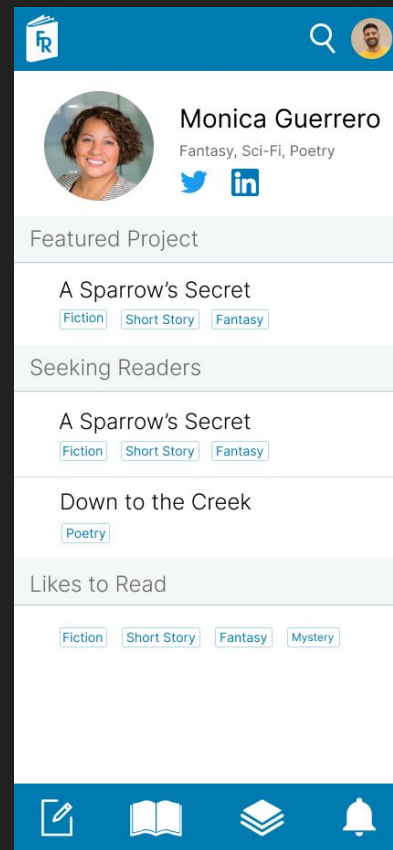 FR
Monica Guerrero
Fantasy, Sci-Fi, Poetry
in
Featured Project
A Sparrow’s Secret
Fiction Short Story Fantasy
Seeking Readers
A Sparrow’s Secret
Fiction Short Story Fantasy
Down to the Creek
Poetry
Likes to Read
Fiction Short Story Fantasy Mystery